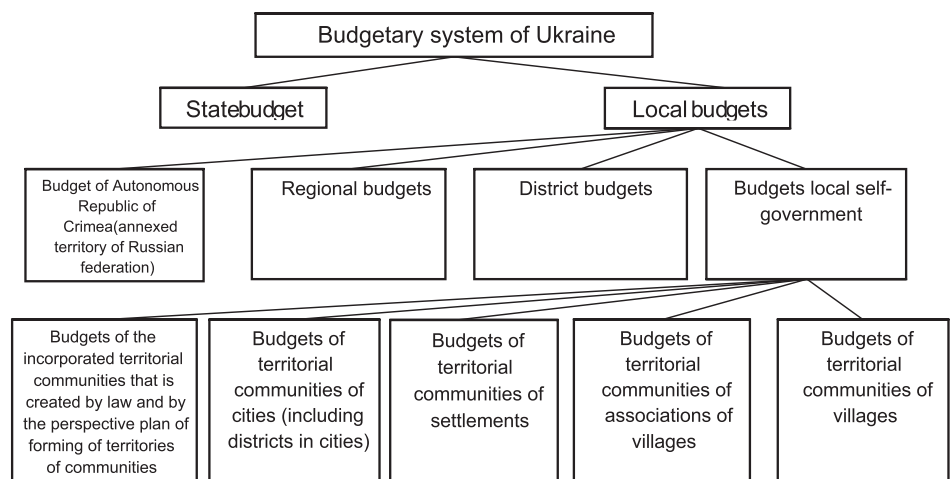 Budgetary system of Ukraine
Statebudget
Local budgets
Budget of Autonomous
Republic of
Crimea(annexed
territory of Russian
federation)
Regional budgets
District budgets
Budgets local self-
government
Budgets of the
incorporated territorial
communities that is
created by law and by
the perspective plan of
forming of territories
of communities
Budgets of
territorial
communities of
cities (including
districts in cities)
Budgets of
territorial
communities of
settlements
Budgets of
territorial
communities of
associations of
villages
Budgets of
territorial
communities of
villages